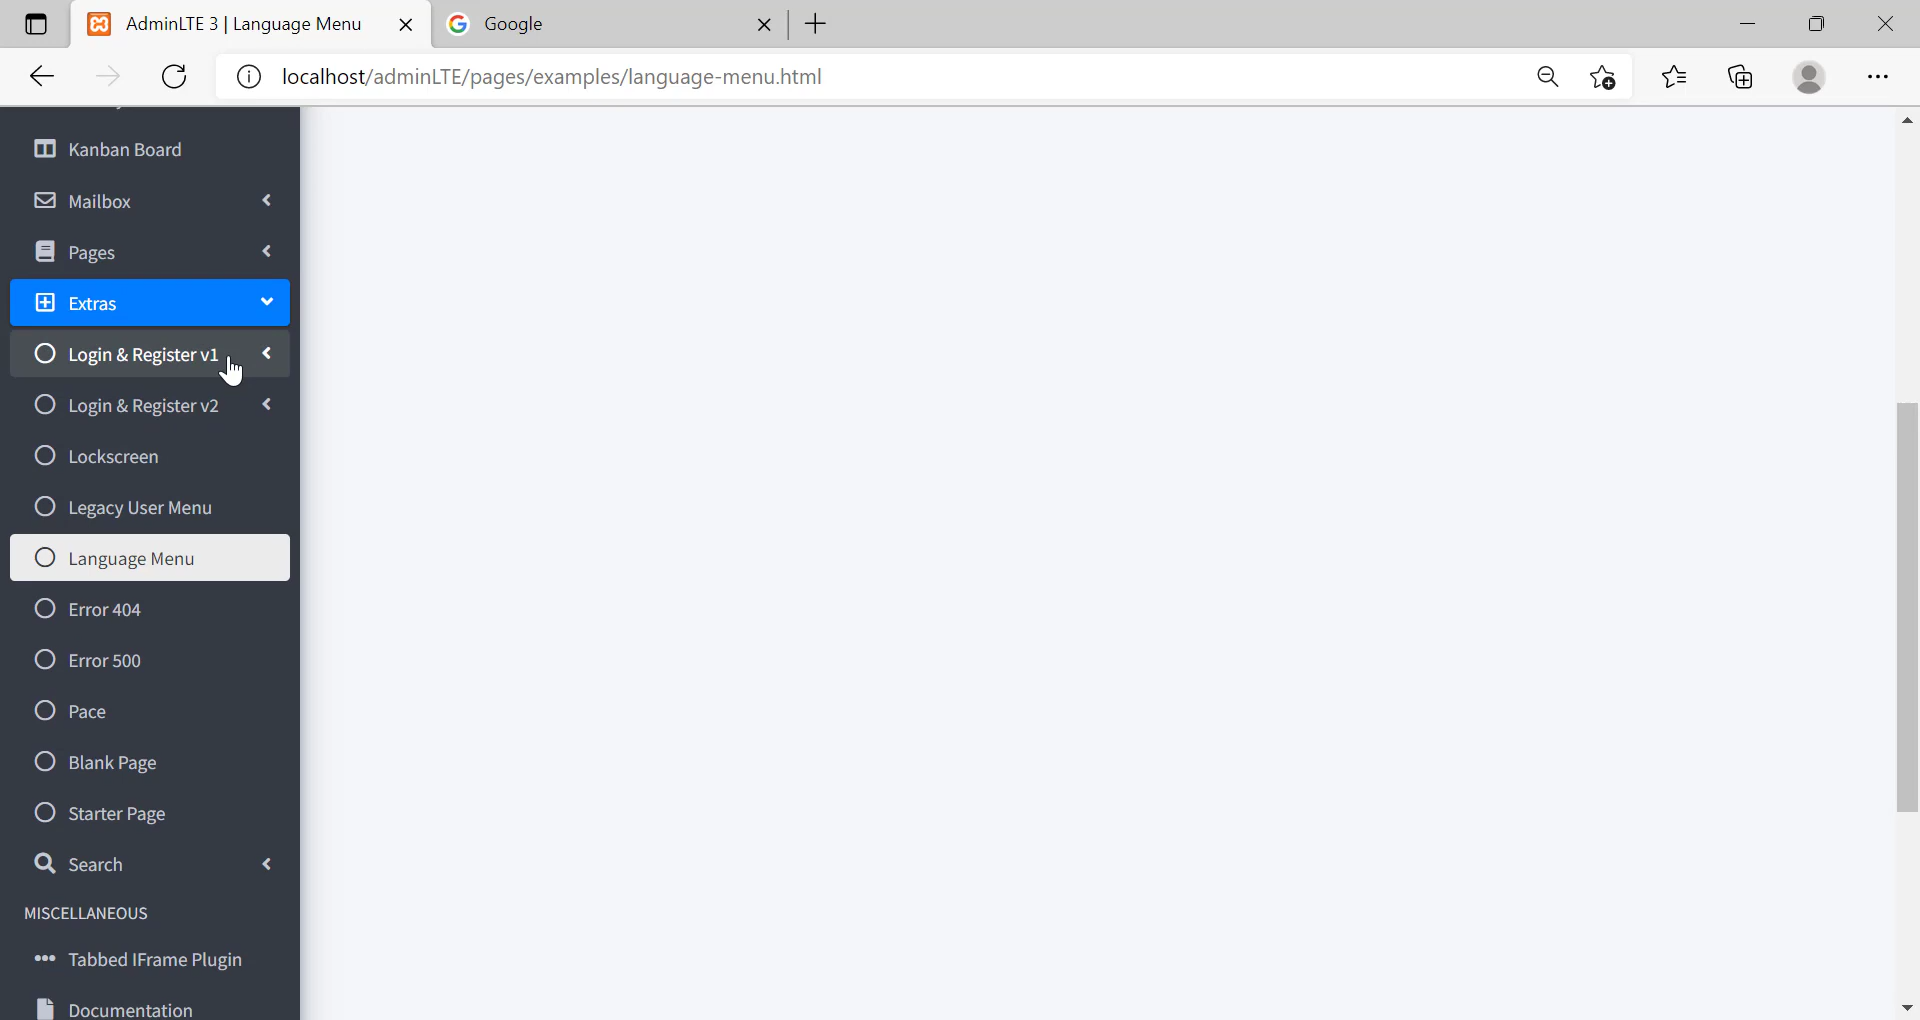 AdminLTE 3 | Language Menu
Google
localhost/adminLTE/pages/examples/language-menu.html
Kanban Board
Mailbox
Pages
Extras
Login & Register v1
Login & Register v2
Lockscreen
Legacy User Menu
Language Menu
Error 404
Error 500
Pace
Blank Page
Starter Page
Search
MISCELLANEOUS
Tabbed IFrame Plugin
Documentation